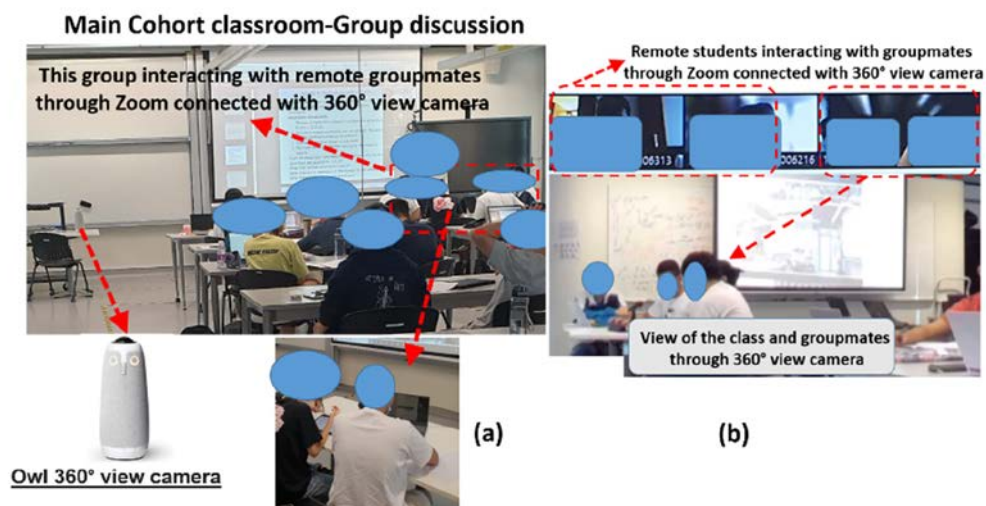 Main Cohort classroom-Group discussion
This group interacting with remote groupmates
through Zoom connected with 360° view camera
Owl 360° view camera
(a)
Remote students interacting with groupmates
through Zoom connected with 360° view camera
06313
006216
View of the class and groupmates
through 360° view camera
(b)